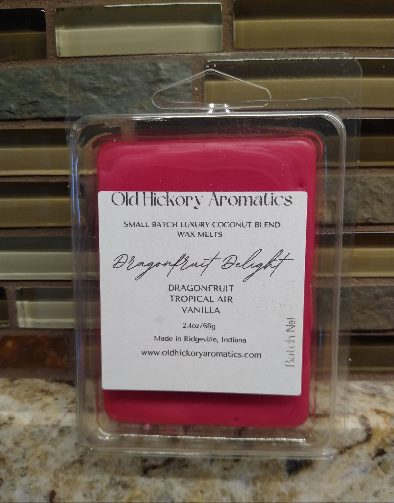 Old Hickory Aromatics
SMALL BATCH LUXURY COCONUT BLEND
WAX MELTS
Dragonfruit Delight
DRAGONFRUIT
TROPICAL AIR
VANILLA
2.4oz/68g
Made in Ridgeville, Indiana
www.oldhickoryaromatics.com
Batch No!